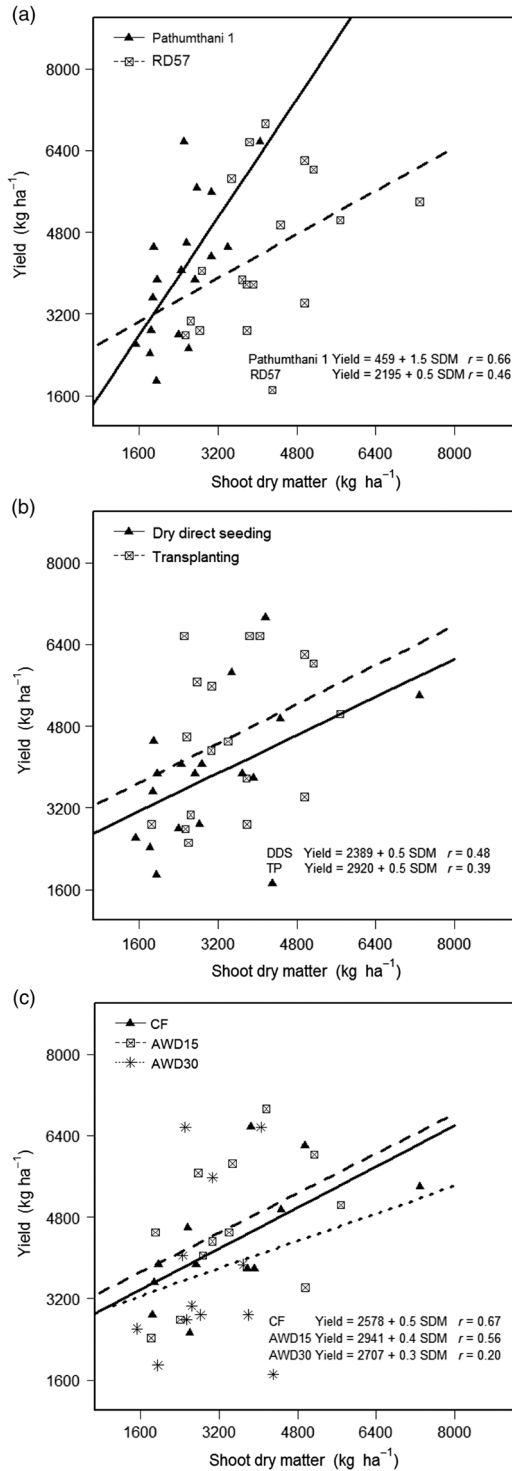 (a)
Pathumthani 1
RD57
8000
6400
4800
3200
1600
Yield (kg ha⁻¹)
Pathumthani 1 Yield = 459 + 1.5 SDM r = 0.66
RD57 Yield = 2195 + 0.5 SDM r = 0.46
1600 3200 4800 6400 8000
Shoot dry matter (kg ha⁻¹)
(b)
Dry direct seeding
Transplanting
8000
6400
4800
3200
1600
Yield (kg ha⁻¹)
DDS Yield = 2389 + 0.5 SDM r = 0.48
TP Yield = 2920 + 0.5 SDM r = 0.39
1600 3200 4800 6400 8000
Shoot dry matter (kg ha⁻¹)
(c)
CF
AWD15
AWD30
8000
6400
4800
3200
1600
Yield (kg ha⁻¹)
CF Yield = 2578 + 0.5 SDM r = 0.67
AWD15 Yield = 2941 + 0.4 SDM r = 0.56
AWD30 Yield = 2707 + 0.3 SDM r = 0.20
1600 3200 4800 6400 8000
Shoot dry matter (kg ha⁻¹)